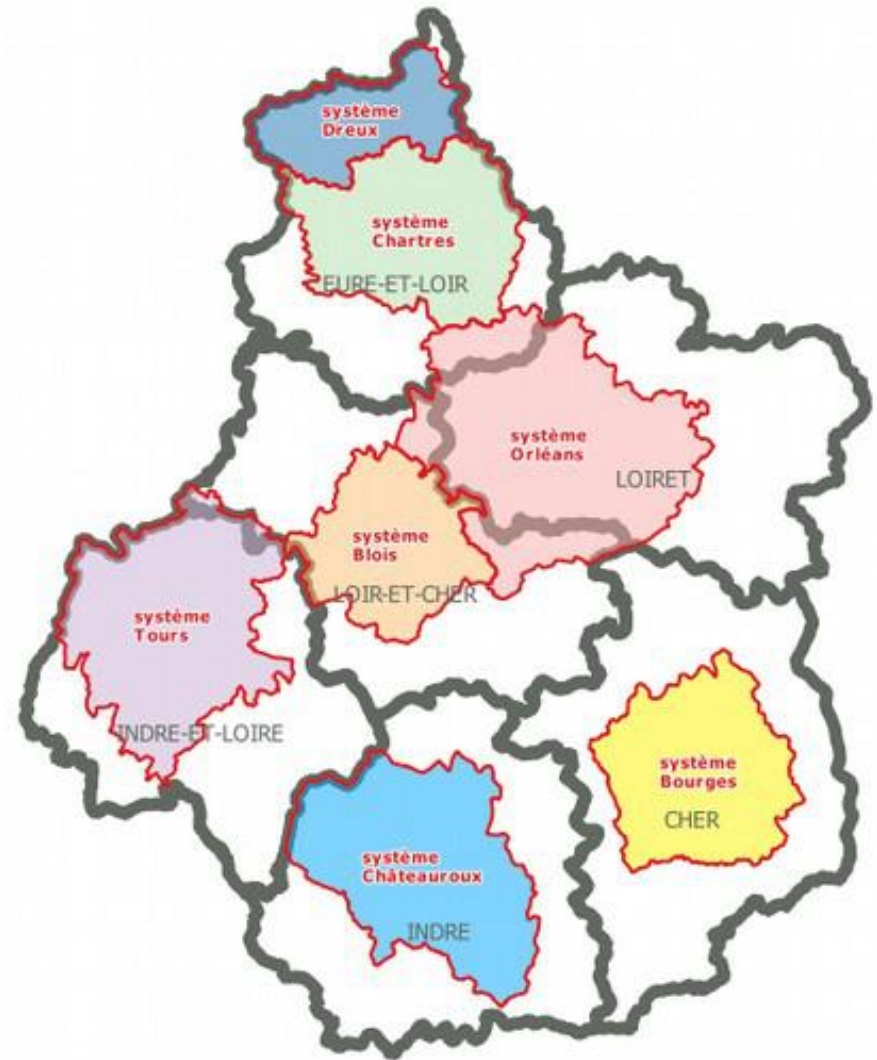 système
Dreux
système
Chartres
EURE-ET-LOIR
système
Orléans
LOIRET
système
Blois
LOIR-ET-CHER
système
Tours
INDRE-ET-LOIRE
système
Bourges
CHER
système
Châteauroux
INDRE